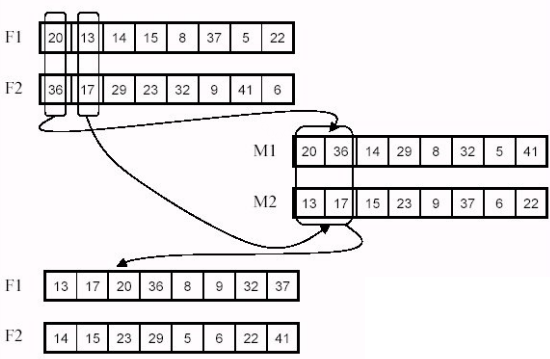 F1 20 13 14 15 8 37 5 22
F2 36 17 29 23 32 9 41 6
M1 20 36 14 29 8 32 5 41
M2 13 17 15 23 9 37 6 22
F1 13 17 20 36 8 9 32 37
F2 14 15 23 29 5 6 22 41